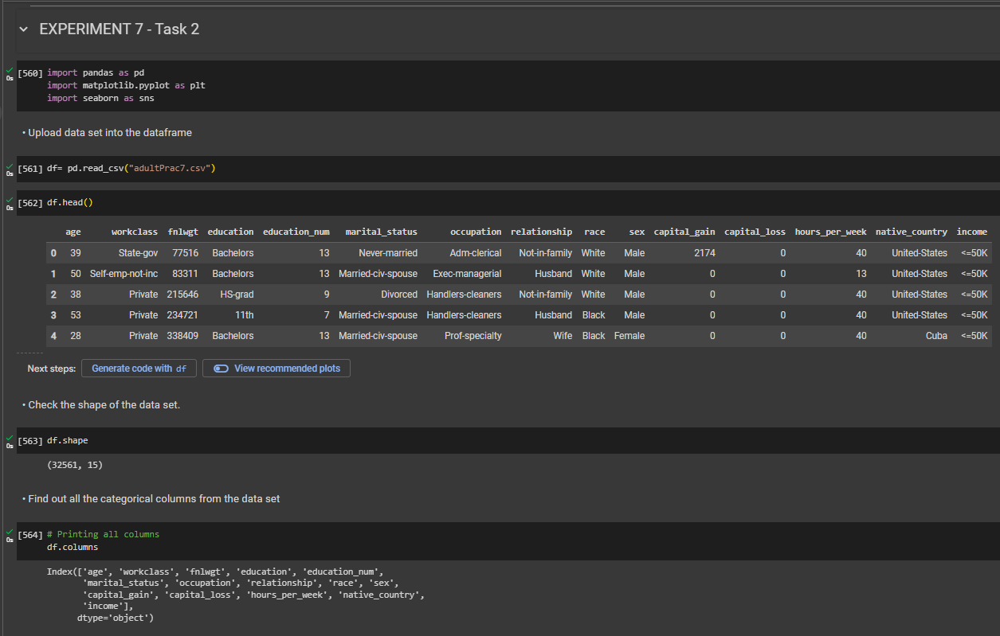 EXPERIMENT 7 - Task 2
[560] import pandas as pd
0s
import matplotlib.pyplot as plt
import seaborn as sns
• Upload data set into the dataframe
[561] df= pd.read_csv("adultPrac7.csv")
0s
[562] df.head()
0s
age workclass fnlwgt education education_num marital_status occupation relationship race sex capital_gain capital_loss hours_per_week native_country income
0 39 State-gov 77516 Bachelors 13 Never-married Adm-clerical Not-in-family White Male 2174 0 40 United-States <=50K
1 50 Self-emp-not-inc 83311 Bachelors 13 Married-civ-spouse Exec-managerial Husband White Male 0 0 13 United-States <=50K
2 38 Private 215646 HS-grad 9 Divorced Handlers-cleaners Not-in-family White Male 0 0 40 United-States <=50K
3 53 Private 234721 11th 7 Married-civ-spouse Handlers-cleaners Husband Black Male 0 0 40 United-States <=50K
4 28 Private 338409 Bachelors 13 Married-civ-spouse Prof-specialty Wife Black Female 0 0 40 Cuba <=50K
Next steps: Generate code with df View recommended plots
• Check the shape of the data set.
[563] df.shape
0s
(32561, 15)
• Find out all the categorical columns from the data set
[564] # Printing all columns
0s
df.columns
Index(['age', 'workclass', 'fnlwgt', 'education', 'education_num',
'marital_status', 'occupation', 'relationship', 'race', 'sex',
'capital_gain', 'capital_loss', 'hours_per_week', 'native_country',
'income'],
dtype='object')